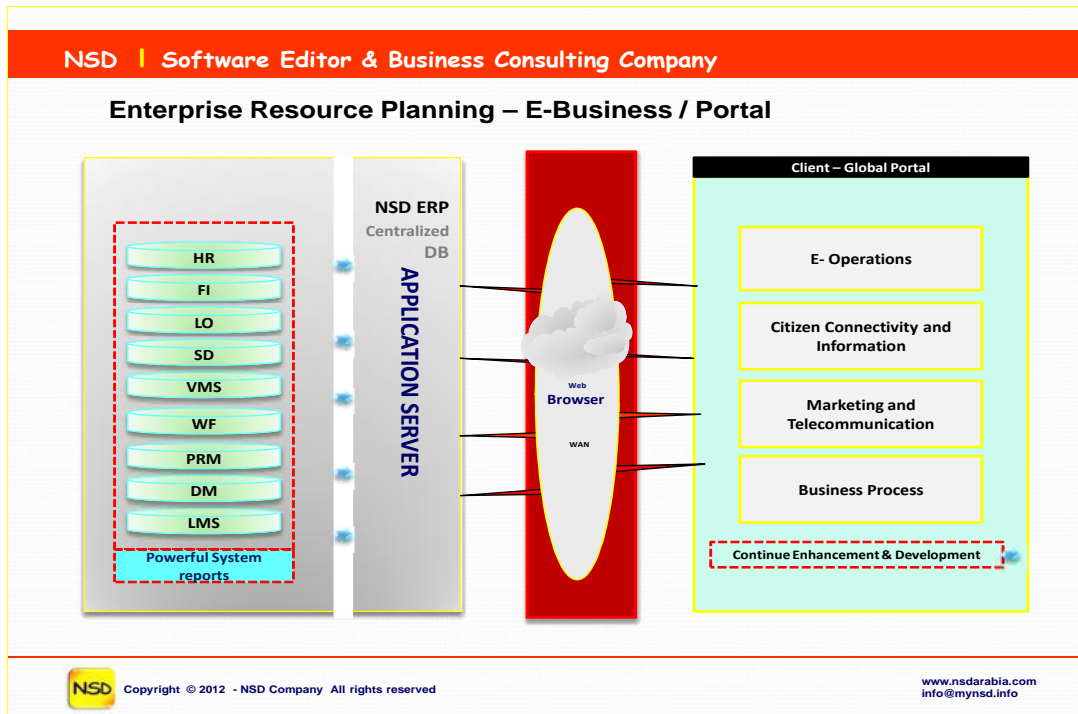 NSD | Software Editor & Business Consulting Company
Enterprise Resource Planning – E-Business / Portal
HR
FI
LO
SD
VMS
WF
PRM
DM
LMS
Powerful System
reports
NSD ERP
Centralized
DB
APPLICATION SERVER
Web
Browser
WAN
Client – Global Portal
E- Operations
Citizen Connectivity and
Information
Marketing and
Telecommunication
Business Process
Continue Enhancement & Development
NSD
Copyright © 2012 - NSD Company All rights reserved
www.nsdarabia.com
info@mynsd.info